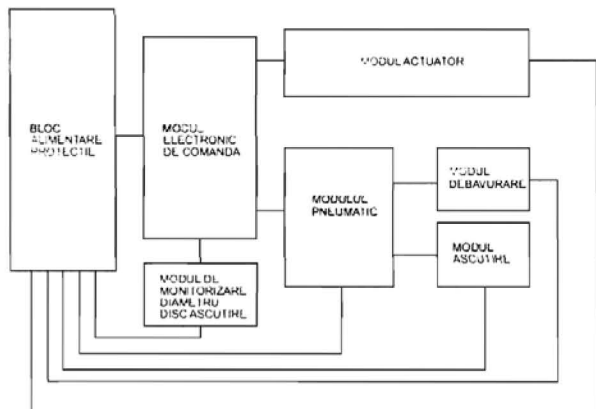 BLOC
ALIMENTARE
PROTECTIE
MODUL
ELECTRONIC
DE COMANDA
MODUL ACTUATOR
MODULUL
PNEUMATIC
MODUL
DEBAVURARE
MODUL
ASCUTIRE
MODUL DE
MONITORIZARE
DIAMETRU
DISC ASCUTIRE